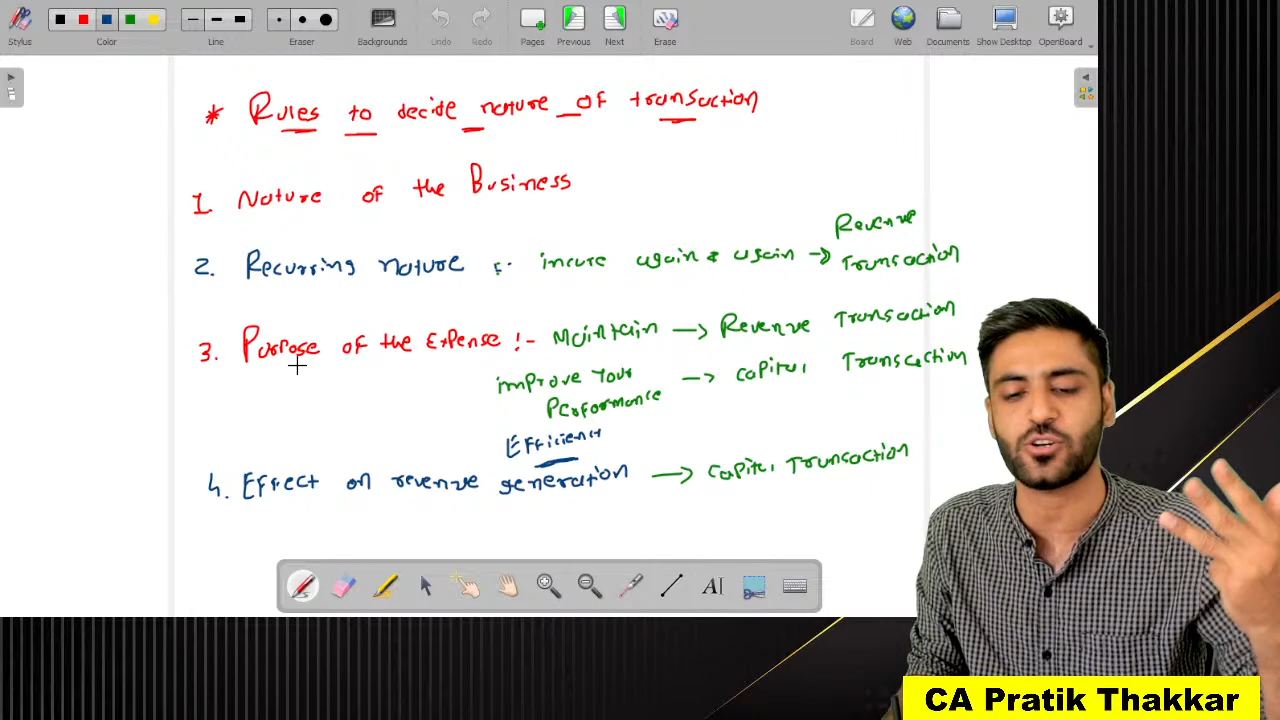 Stylus
Color
Line
Eraser
Backgrounds
Undo
Redo
Pages
Previous
Next
Erase
Board
Web
Documents
Show Desktop
OpenBoard
* Rules to decide nature of transaction
1 Nature of the Business
2. Recurring nature :- incure again & again → Revenue Transaction
3. Purpose of the Expense :- Maintain → Revenue Transaction
improve your Performance → capital Transaction
Efficiency
4. Effect on revenue generation → capital Transaction
CA Pratik Thakkar